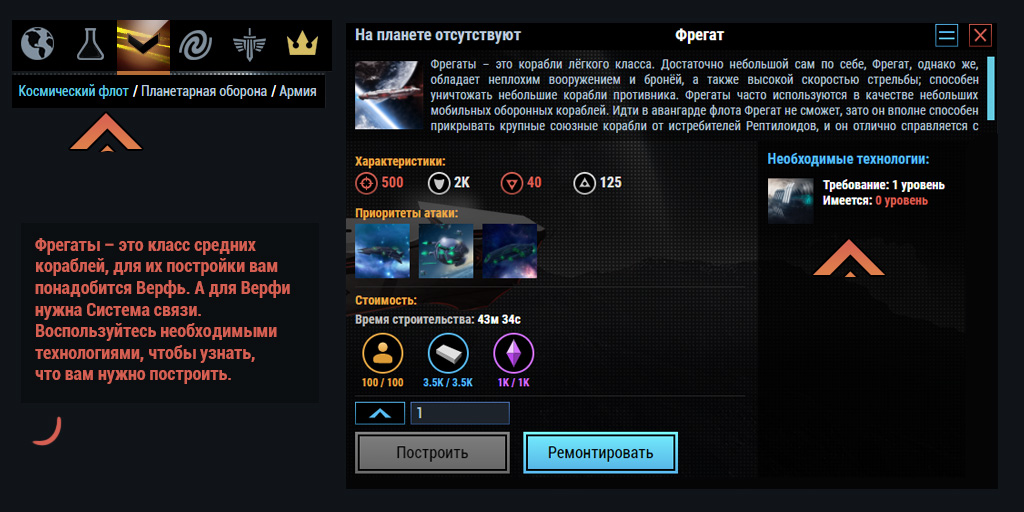 Космический флот / Планетарная оборона / Армия
Фрегаты – это класс средних
кораблей, для их постройки вам
понадобится Верфь. А для Верфи
нужна Система связи.
Воспользуйтесь необходимыми
технологиями, чтобы узнать,
что вам нужно построить.
На планете отсутствуют
Фрегат
Фрегаты – это корабли лёгкого класса. Достаточно небольшой сам по себе, Фрегат, однако же,
обладает неплохим вооружением и бронёй, а также высокой скоростью стрельбы; способен
уничтожать небольшие корабли противника. Фрегаты часто используются в качестве небольших
мобильных оборонных кораблей. Идти в авангарде флота Фрегат не сможет, зато он вполне способен
прикрывать крупные союзные корабли от истребителей Рептилоидов, и он отлично справляется с
Характеристики:
500 2K 40 125
Приоритеты атаки:
Стоимость:
Время строительства: 43м 34с
100 / 100 3.5K / 3.5K 1K / 1K
1
Построить Ремонтировать
Необходимые технологии:
Требование: 1 уровень
Имеется: 0 уровень